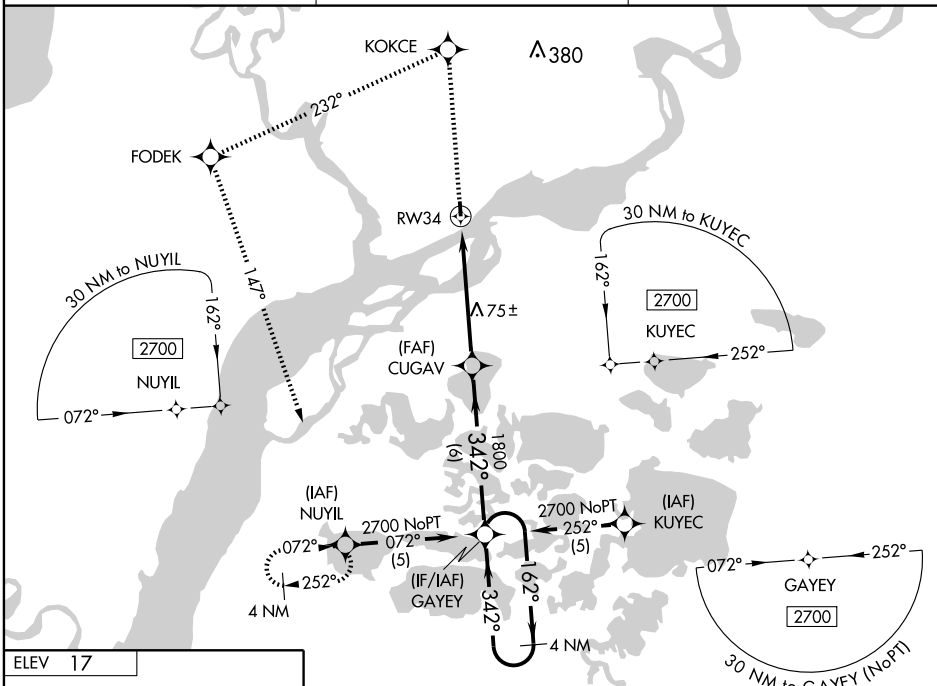 KOKCE
380
232°
FODEK
RW34
30 NM to NUYIL
162°
2700
NUYIL
072°
147°
30 NM to KUYEC
162°
2700
KUYEC
252°
75±
(FAF)
CUGAV
1800
342°
(6)
(IAF)
NUYIL
2700 NoPT
072°
(5)
072°
252°
4 NM
2700 NoPT
252°
(5)
(IAF)
KUYEC
(IF/IAF)
GAYEY
342°
162°
4 NM
072°
252°
GAYEY
2700
30 NM to GAYEY (NoPT)
ELEV 17